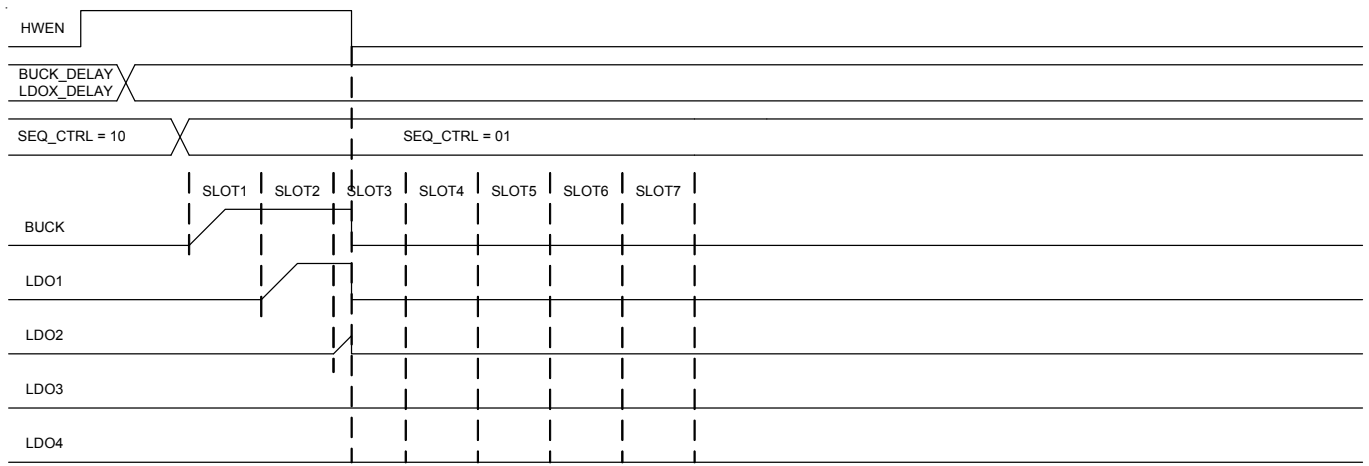 HWEN
BUCK_DELAY
LDOX_DELAY
SEQ_CTRL = 10 SEQ_CTRL = 01
SLOT1 SLOT2 SLOT3 SLOT4 SLOT5 SLOT6 SLOT7
BUCK
LDO1
LDO2
LDO3
LDO4